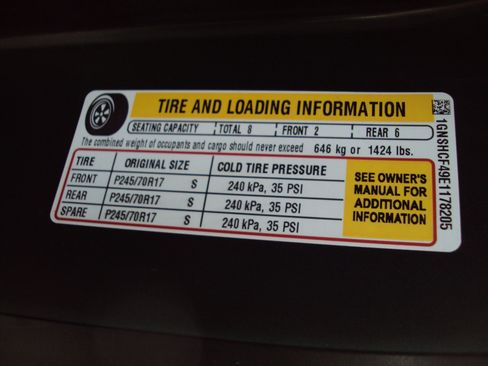 TIRE AND LOADING INFORMATION
SEATING CAPACITY TOTAL 8 FRONT 2 REAR 6
The combined weight of occupants and cargo should never exceed 646 kg or 1424 lbs.
TIRE ORIGINAL SIZE COLD TIRE PRESSURE
FRONT P245/70R17 S 240 kPa, 35 PSI
REAR P245/70R17 S 240 kPa, 35 PSI
SPARE P245/70R17 S 240 kPa, 35 PSI
SEE OWNER'S
MANUAL FOR
ADDITIONAL
INFORMATION